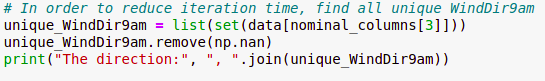 # In order to reduce iteration time, find all unique WindDir9am
unique_WindDir9am = list(set(data[nominal_columns[3]]))
unique_WindDir9am.remove(np.nan)
print("The direction:", ", ".join(unique_WindDir9am))